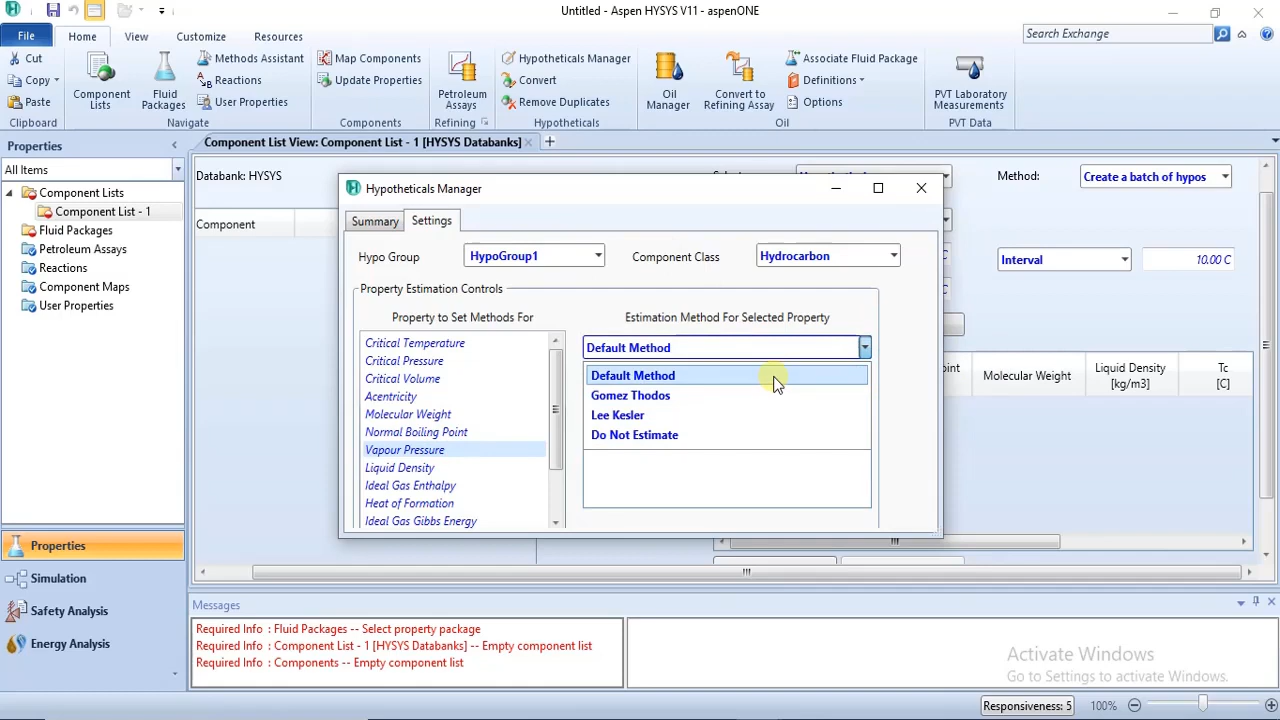 Untitled - Aspen HYSYS V11 - aspenONE
File
Home
View
Customize
Resources
Search Exchange
Cut
Copy
Paste
Clipboard
Component Lists
Fluid Packages
Methods Assistant
Reactions
User Properties
Navigate
Map Components
Update Properties
Components
Petroleum Assays
Refining
Hypotheticals Manager
Convert
Remove Duplicates
Hypotheticals
Oil Manager
Convert to Refining Assay
Associate Fluid Package
Definitions
Options
Oil
PVT Laboratory Measurements
PVT Data
Properties
All Items
Component Lists
Component List - 1
Fluid Packages
Petroleum Assays
Reactions
Component Maps
User Properties
Properties
Simulation
Safety Analysis
Energy Analysis
Component List View: Component List - 1 [HYSYS Databanks]
Databank: HYSYS
Method:
Create a batch of hypos
Component
Interval
10.00 C
Molecular Weight
Liquid Density [kg/m3]
Tc [C]
Hypotheticals Manager
Summary
Settings
Hypo Group
HypoGroup1
Component Class
Hydrocarbon
Property Estimation Controls
Property to Set Methods For
Estimation Method For Selected Property
Critical Temperature
Critical Pressure
Critical Volume
Acentricity
Molecular Weight
Normal Boiling Point
Vapour Pressure
Liquid Density
Ideal Gas Enthalpy
Heat of Formation
Ideal Gas Gibbs Energy
Default Method
Default Method
Gomez Thodos
Lee Kesler
Do Not Estimate
Messages
Required Info : Fluid Packages -- Select property package
Required Info : Component List - 1 [HYSYS Databanks] -- Empty component list
Required Info : Components -- Empty component list
Activate Windows
Go to Settings to activate Windows.
Responsiveness: 5
100%